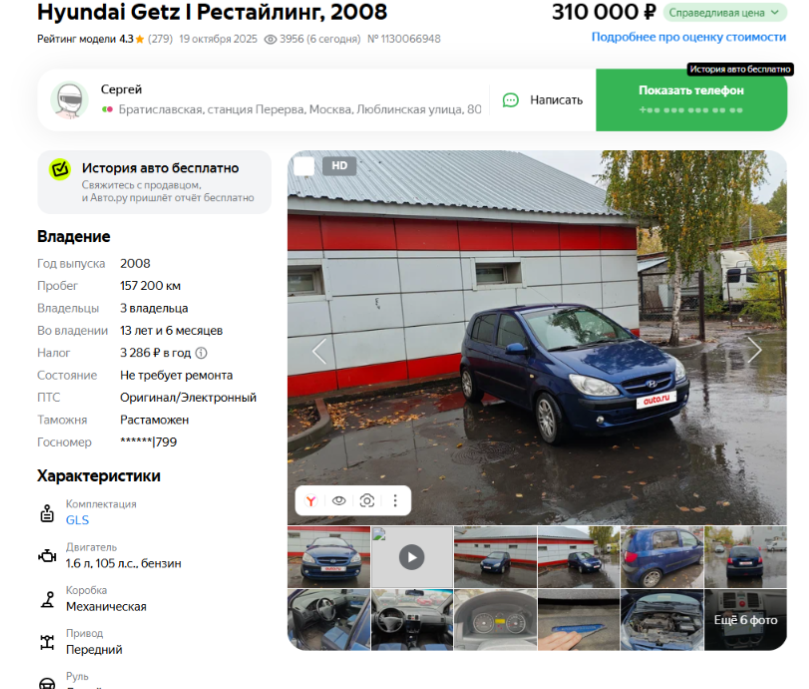 Hyundai Getz I Рестайлинг, 2008
310 000 ₽ Справедливая цена
Рейтинг модели 4.3 ★ (279) 19 октября 2025 3956 (6 сегодня) № 1130066948
Подробнее про оценку стоимости
История авто бесплатно
Сергей
Братиславская, станция Перерва, Москва, Люблинская улица, 80
Написать
Показать телефон
История авто бесплатно
Свяжитесь с продавцом,
и Авто.ру пришлёт отчёт бесплатно
Владение
Год выпуска 2008
Пробег 157 200 км
Владельцы 3 владельца
Во владении 13 лет и 6 месяцев
Налог 3 286 ₽ в год
Состояние Не требует ремонта
ПТС Оригинал/Электронный
Таможня Растаможен
Госномер ******|799
Характеристики
Комплектация
GLS
Двигатель
1.6 л, 105 л.с., бензин
Коробка
Механическая
Привод
Передний
Руль
HD
auto.ru
Ещё 6 фото